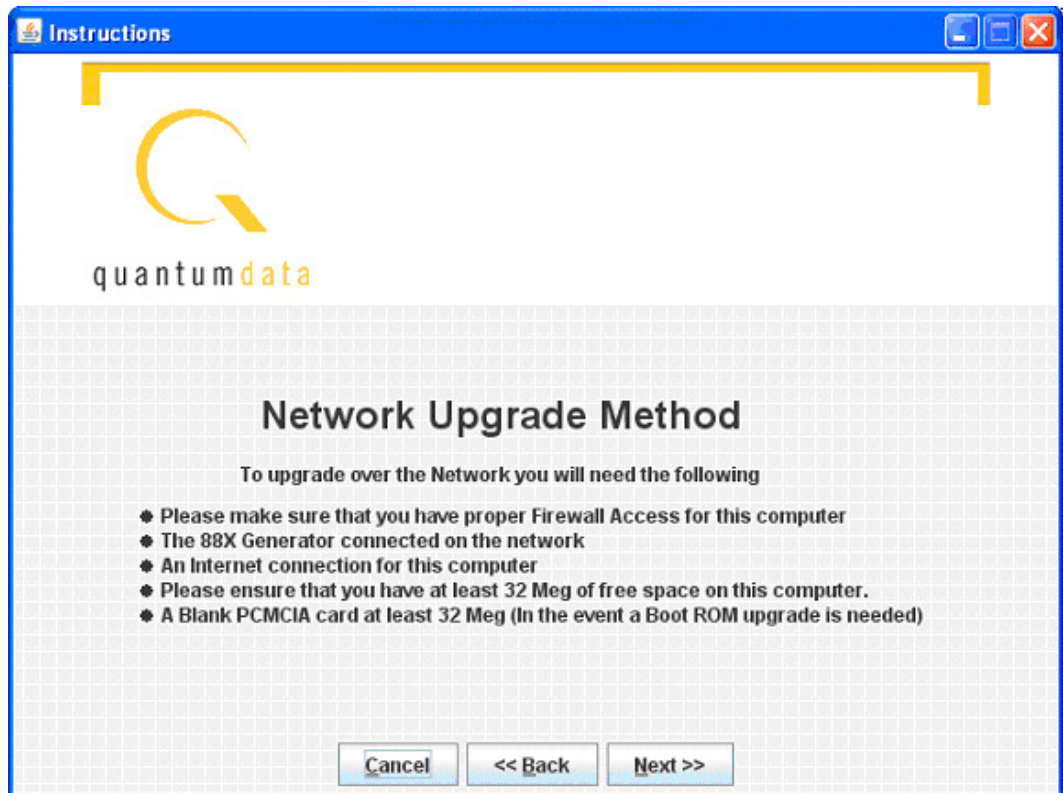 Instructions
quantumdata
Network Upgrade Method
To upgrade over the Network you will need the following
● Please make sure that you have proper Firewall Access for this computer
● The 88X Generator connected on the network
● An Internet connection for this computer
● Please ensure that you have at least 32 Meg of free space on this computer.
● A Blank PCMCIA card at least 32 Meg (In the event a Boot ROM upgrade is needed)
Cancel << Back Next >>